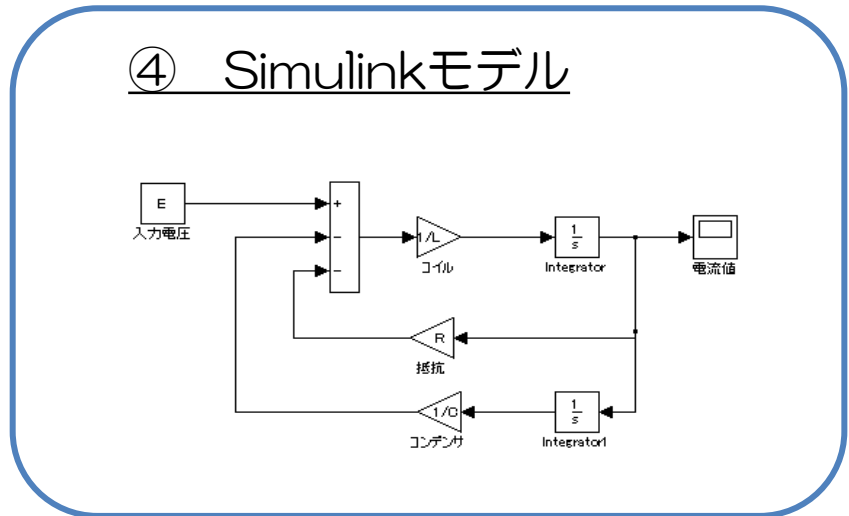 ④ Simulinkモデル
E
入力電圧
+
-
-
1/L
コイル
1
s
Integrator
電流値
R
抵抗
1/C
コンデンサ
1
s
Integrator1